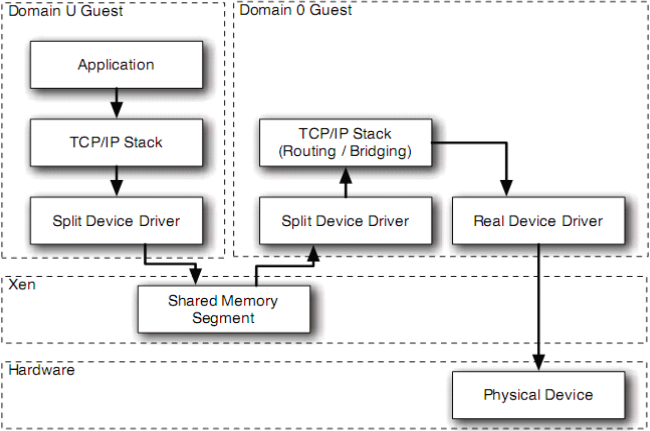 Domain U Guest
Domain 0 Guest
Application
TCP/IP Stack
TCP/IP Stack
(Routing / Bridging)
Split Device Driver
Split Device Driver
Real Device Driver
Xen
Shared Memory
Segment
Hardware
Physical Device